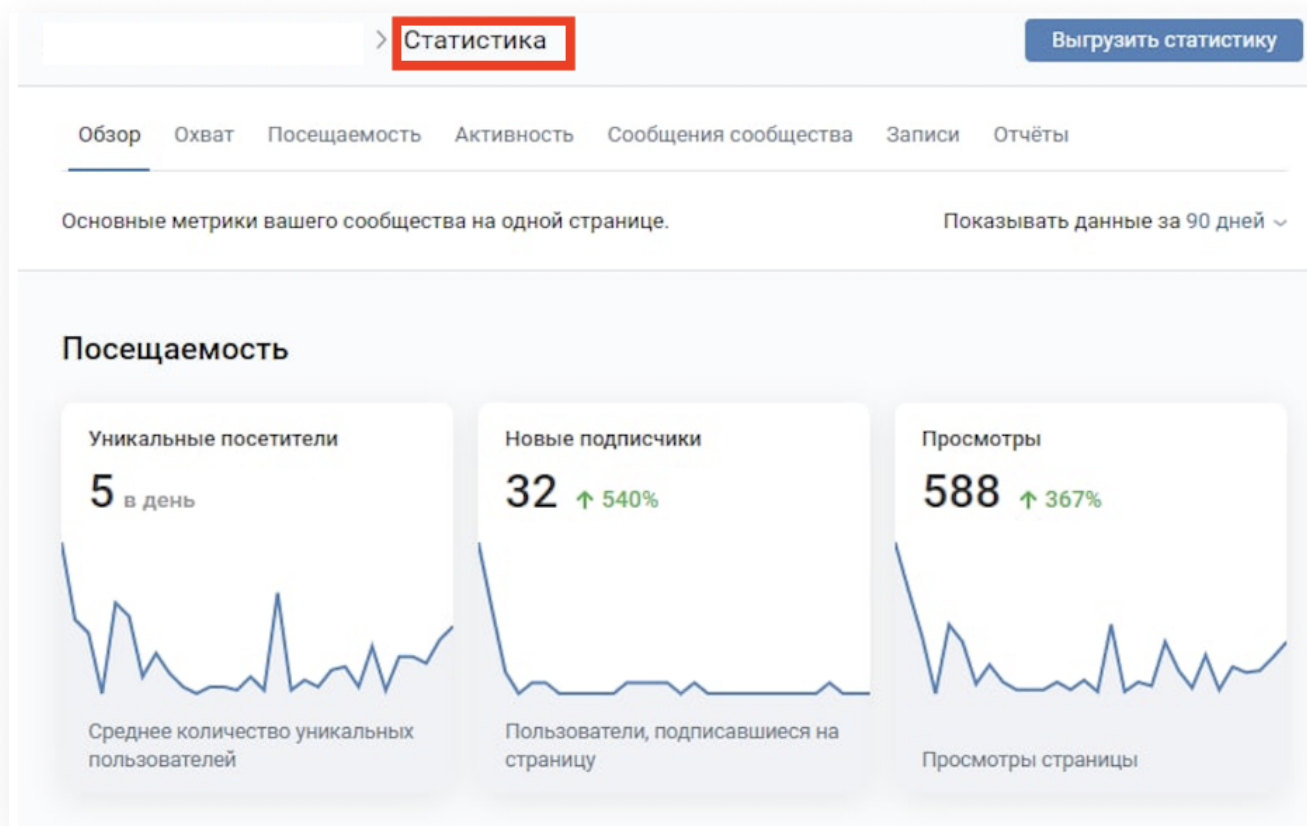 > Статистика
Выгрузить статистику
Обзор Охват Посещаемость Активность Сообщения сообщества Записи Отчёты
Основные метрики вашего сообщества на одной странице.
Показывать данные за 90 дней
Посещаемость
Уникальные посетители
5 в день
Среднее количество уникальных
пользователей
Новые подписчики
32 ↑ 540%
Пользователи, подписавшиеся на
страницу
Просмотры
588 ↑ 367%
Просмотры страницы